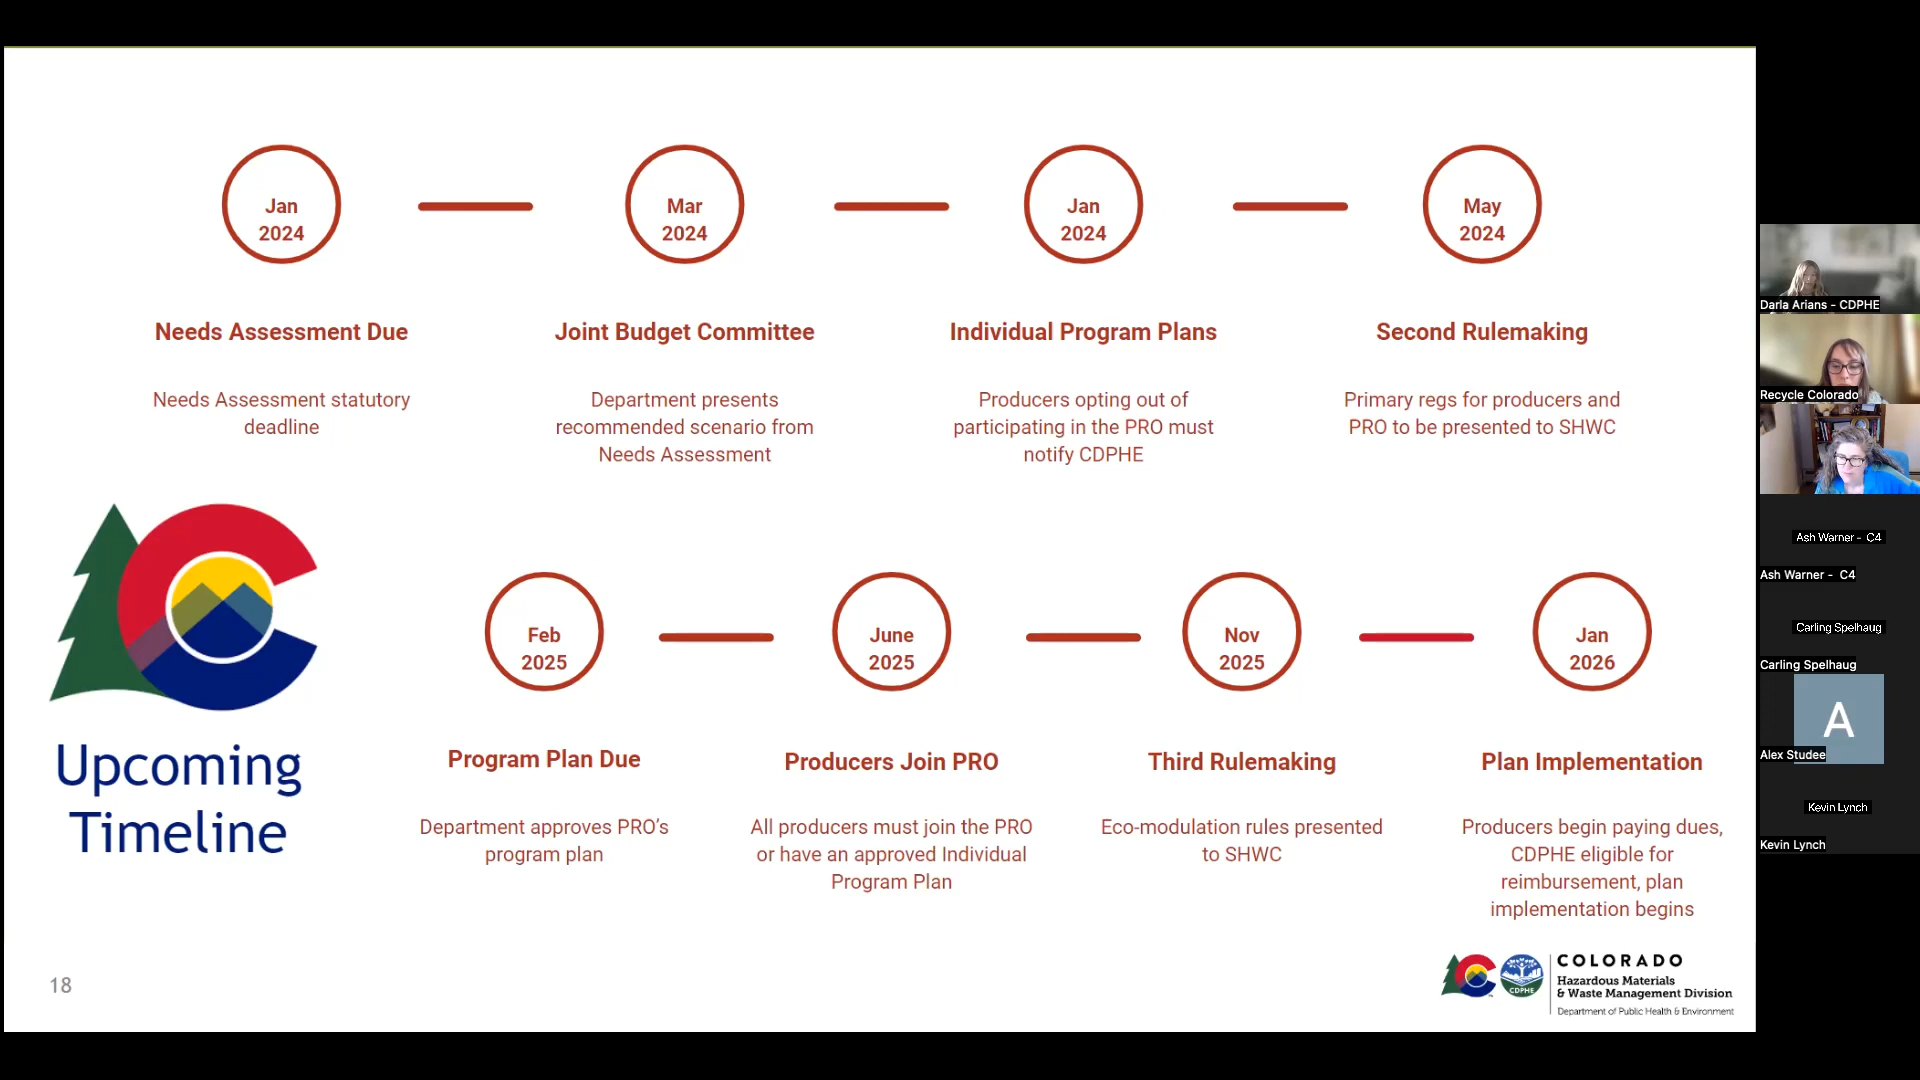 Jan
2024
Mar
2024
Jan
2024
May
2024
Needs Assessment Due
Joint Budget Committee
Individual Program Plans
Second Rulemaking
Needs Assessment statutory
deadline
Department presents
recommended scenario from
Needs Assessment
Producers opting out of
participating in the PRO must
notify CDPHE
Primary regs for producers and
PRO to be presented to SHWC
Upcoming
Timeline
Feb
2025
June
2025
Nov
2025
Jan
2026
Program Plan Due
Producers Join PRO
Third Rulemaking
Plan Implementation
Department approves PRO's
program plan
All producers must join the PRO
or have an approved Individual
Program Plan
Eco-modulation rules presented
to SHWC
Producers begin paying dues,
CDPHE eligible for
reimbursement, plan
implementation begins
18
CDPHE
COLORADO
Hazardous Materials
& Waste Management Division
Department of Public Health & Environment
Darla Arians - CDPHE
Recycle Colorado
Ash Warner - C4
Ash Warner - C4
Carling Spelhaug
Carling Spelhaug
A
Alex Studee
Kevin Lynch
Kevin Lynch